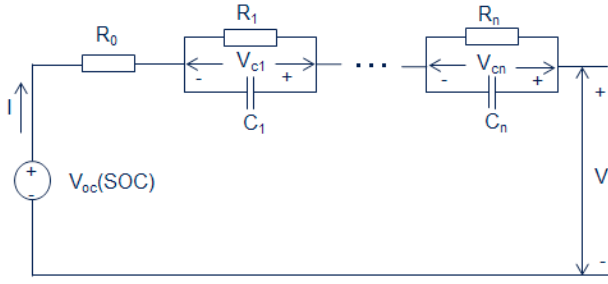 R1
Rn
R0
- Vc1 +
- Vcn +
C1
Cn
I
+
+
-
Voc(SOC)
V
-